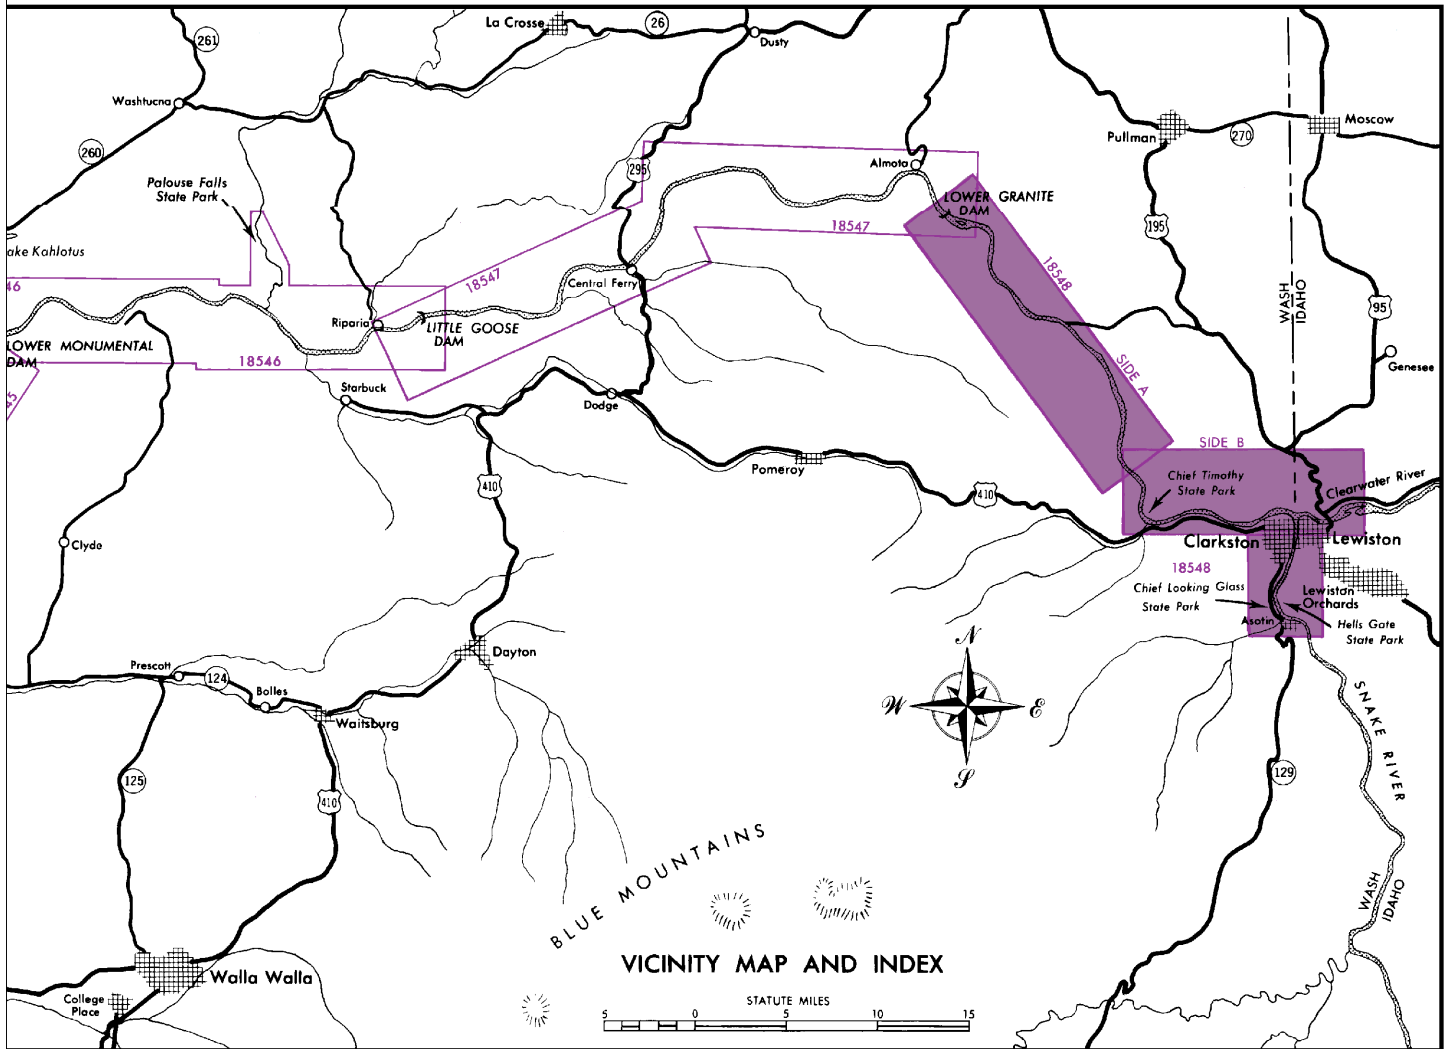 La Crosse
26
Dusty
261
Washtucna
260
Palouse Falls
State Park
295
Almota
Pullman
270
Moscow
LOWER GRANITE
DAM
18547
195
ake Kahlotus
46
18547
Central Ferry
18548
WASH
IDAHO
95
Riparia
LITTLE GOOSE
DAM
LOWER MONUMENTAL
DAM
18546
45
Starbuck
Dodge
SIDE A
Genesee
SIDE B
Pomeroy
410
410
Chief Timothy
State Park
Clearwater River
Clyde
Clarkston
Lewiston
18548
Chief Looking Glass
State Park
Lewiston
Orchards
Asotin
Hells Gate
State Park
Prescott
124
Bolles
Dayton
Waitsburg
N
W
E
S
SNAKE RIVER
125
410
129
BLUE MOUNTAINS
WASH
IDAHO
Walla Walla
College
Place
VICINITY MAP AND INDEX
STATUTE MILES
5 0 5 10 15